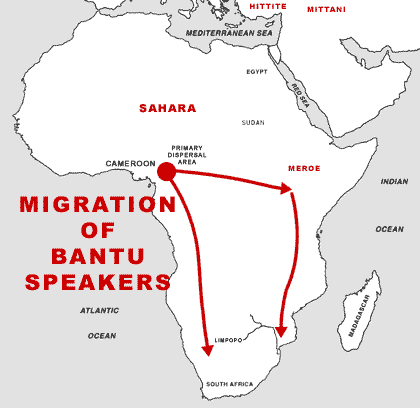 HITTITE
MITTANI
MEDITERRANEAN SEA
EGYPT
RED SEA
SAHARA
SUDAN
PRIMARY
DISPERSAL
AREA
CAMEROON
MEROE
INDIAN
OCEAN
MIGRATION
OF
BANTU
SPEAKERS
ATLANTIC
OCEAN
MADAGASCAR
LIMPOPO
SOUTH AFRICA